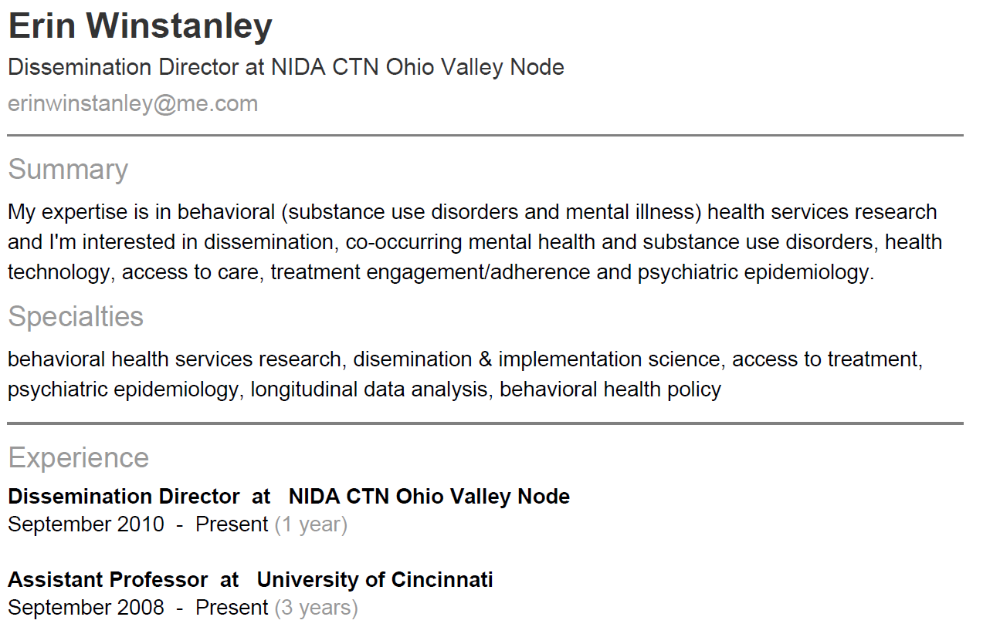 Erin Winstanley
Dissemination Director at NIDA CTN Ohio Valley Node
erinwinstanley@me.com
Summary
My expertise is in behavioral (substance use disorders and mental illness) health services research
and I'm interested in dissemination, co-occurring mental health and substance use disorders, health
technology, access to care, treatment engagement/adherence and psychiatric epidemiology.
Specialties
behavioral health services research, disemination & implementation science, access to treatment,
psychiatric epidemiology, longitudinal data analysis, behavioral health policy
Experience
Dissemination Director at NIDA CTN Ohio Valley Node
September 2010 - Present (1 year)
Assistant Professor at University of Cincinnati
September 2008 - Present (3 years)